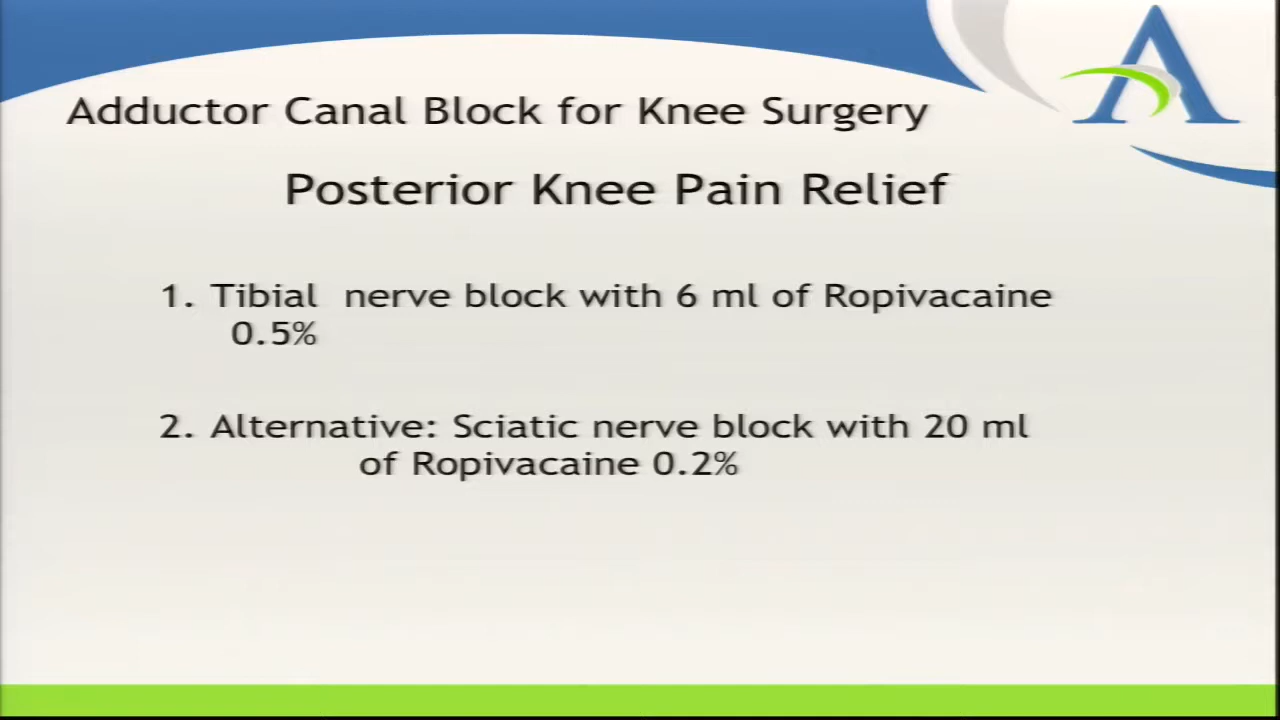 Adductor Canal Block for Knee Surgery
Posterior Knee Pain Relief
1. Tibial nerve block with 6 ml of Ropivacaine
0.5%
2. Alternative: Sciatic nerve block with 20 ml
of Ropivacaine 0.2%